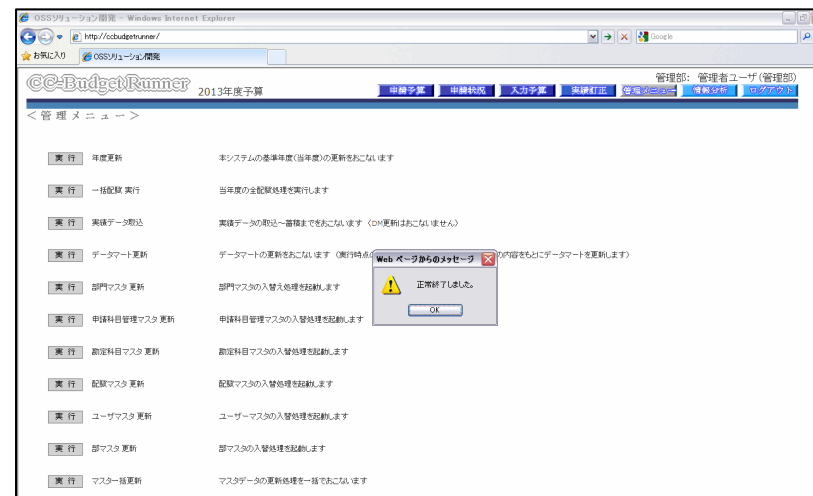 OSSソリューション開発 - Windows Internet Explorer
http://ccbudgetrunner/
Google
お気に入り OSSソリューション開発
管理部: 管理者ユーザ(管理部)
CC-BudgetRunner 2013年度予算
申請予算 申請状況 入力予算 実績訂正 管理メニュー 情報分析 ログアウト
＜管理メニュー＞
実 行 年度更新 本システムの基準年度(当年度)の更新をおこないます
実 行 一括配賦 実行 当年度の全配賦処理を実行します
実 行 実績データ取込 実績データの取込～蓄積までをおこないます （DM更新はおこないません）
実 行 データマート更新 データマートの更新をおこないます （実行時点の
の内容をもとにデータマートを更新します）
Web ページからのメッセージ
正常終了しました。
OK
実 行 部門マスタ 更新 部門マスタの入替え処理を起動します
実 行 申請科目管理マスタ 更新 申請科目管理マスタの入替処理を起動します
実 行 勘定科目マスタ 更新 勘定科目マスタの入替処理を起動します
実 行 配賦マスタ 更新 配賦マスタの入替処理を起動します
実 行 ユーザマスタ 更新 ユーザーマスタの入替処理を起動します
実 行 部マスタ 更新 部マスタの入替処理を起動します
実 行 マスター括更新 マスタデータの更新処理を一括でおこないます